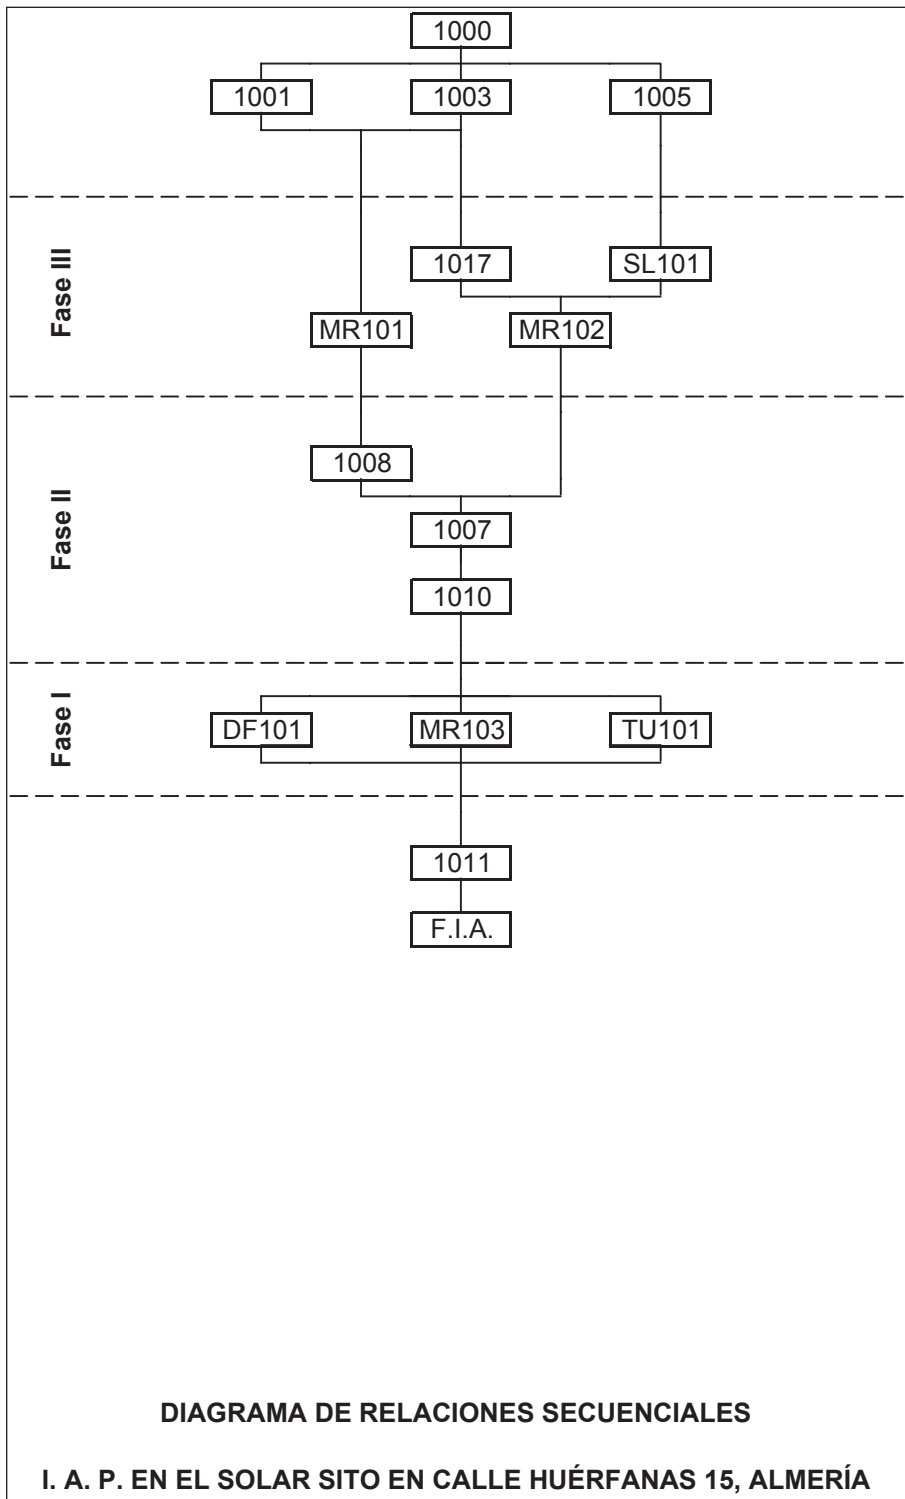 1000
1001 1003 1005
Fase III
1017 SL101
MR101 MR102
Fase II
1008
1007
1010
Fase I
DF101 MR103 TU101
1011
F.I.A.
DIAGRAMA DE RELACIONES SECUENCIALES
I. A. P. EN EL SOLAR SITO EN CALLE HUÉRFANAS 15, ALMERÍA